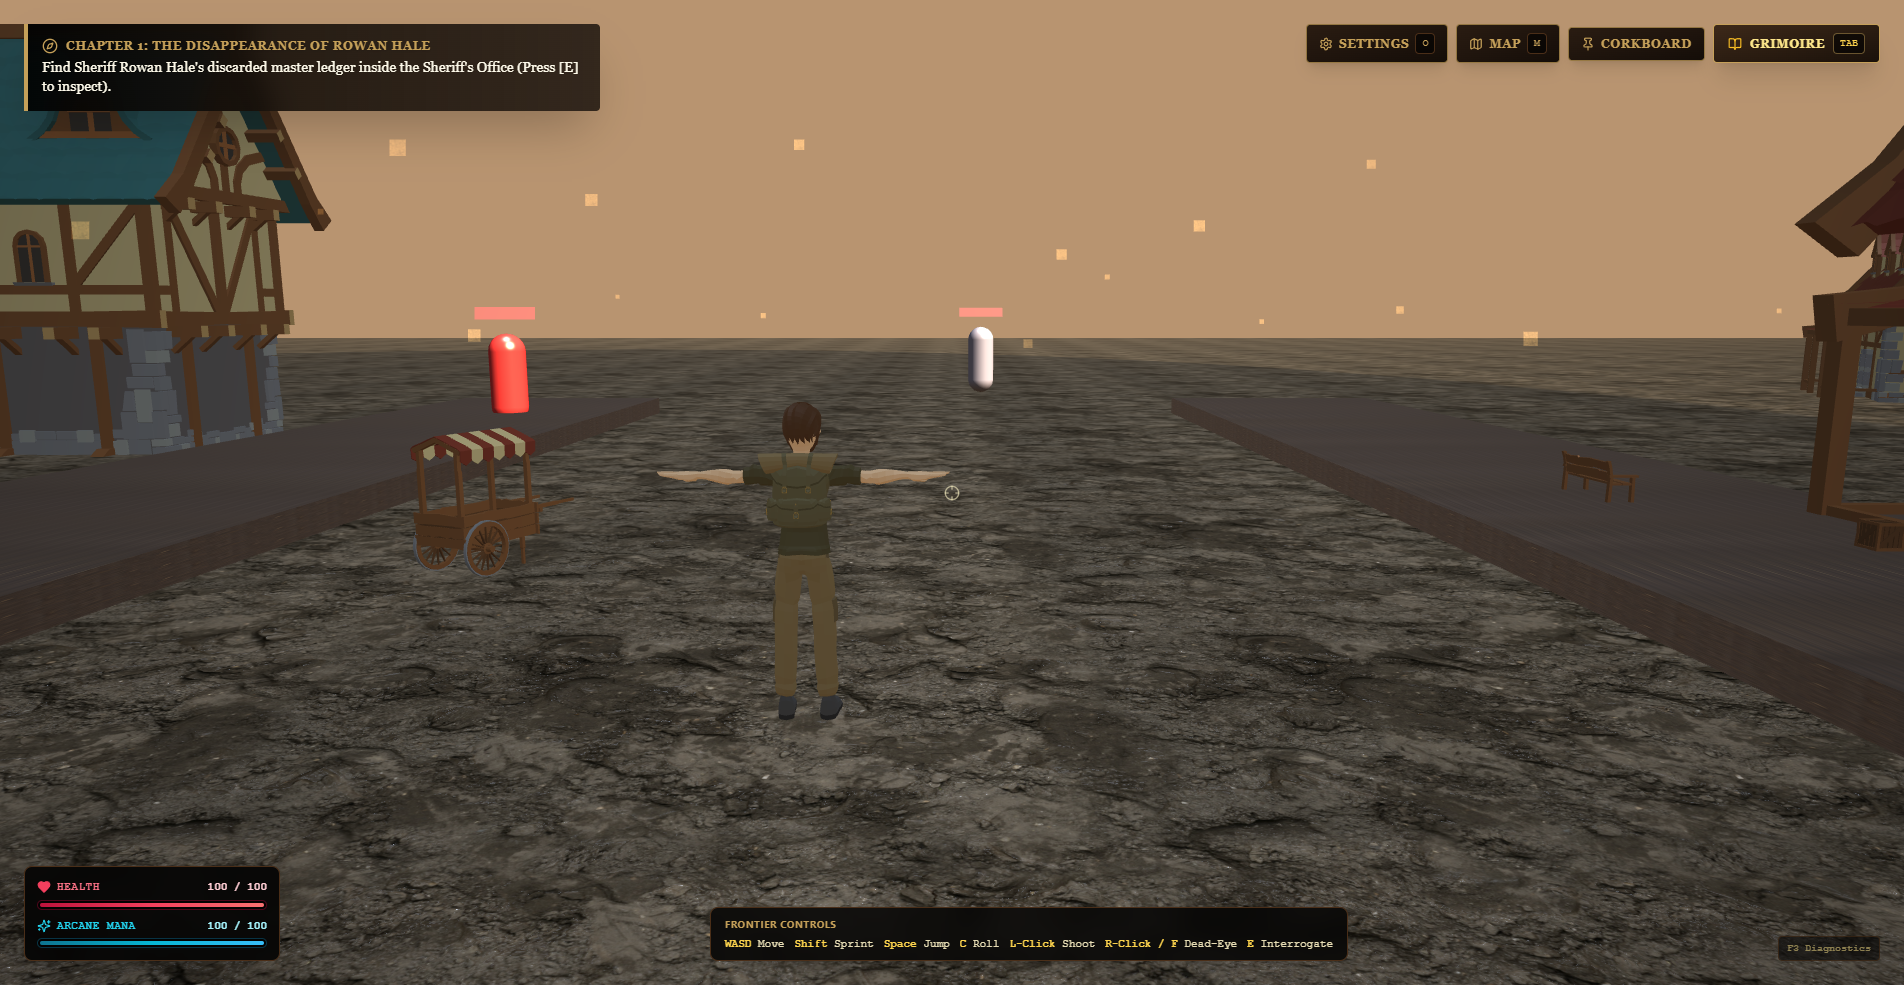 CHAPTER 1: THE DISAPPEARANCE OF ROWAN HALE
Find Sheriff Rowan Hale's discarded master ledger inside the Sheriff's Office (Press [E]
to inspect).
SETTINGS O
MAP M
CORKBOARD
GRIMOIRE TAB
HEALTH 100 / 100
ARCANE MANA 100 / 100
FRONTIER CONTROLS
WASD Move Shift Sprint Space Jump C Roll L-Click Shoot R-Click / F Dead-Eye E Interrogate
F3 Diagnostics